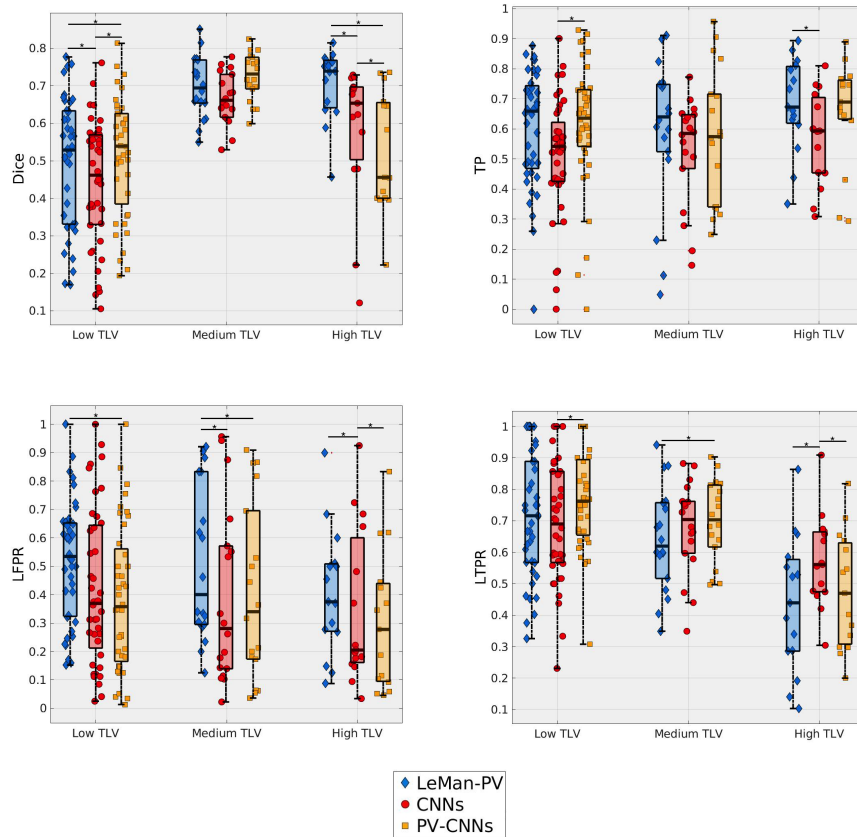 Dice
0.8
0.7
0.6
0.5
0.4
0.3
0.2
0.1
* * * * * *
Low TLV Medium TLV High TLV
TP
1
0.9
0.8
0.7
0.6
0.5
0.4
0.3
0.2
0.1
0
* *
Low TLV Medium TLV High TLV
LFPR
1
0.9
0.8
0.7
0.6
0.5
0.4
0.3
0.2
0.1
0
* * * * *
Low TLV Medium TLV High TLV
LTPR
1
0.9
0.8
0.7
0.6
0.5
0.4
0.3
0.2
0.1
* * * *
Low TLV Medium TLV High TLV
LeMan-PV
CNNs
PV-CNNs